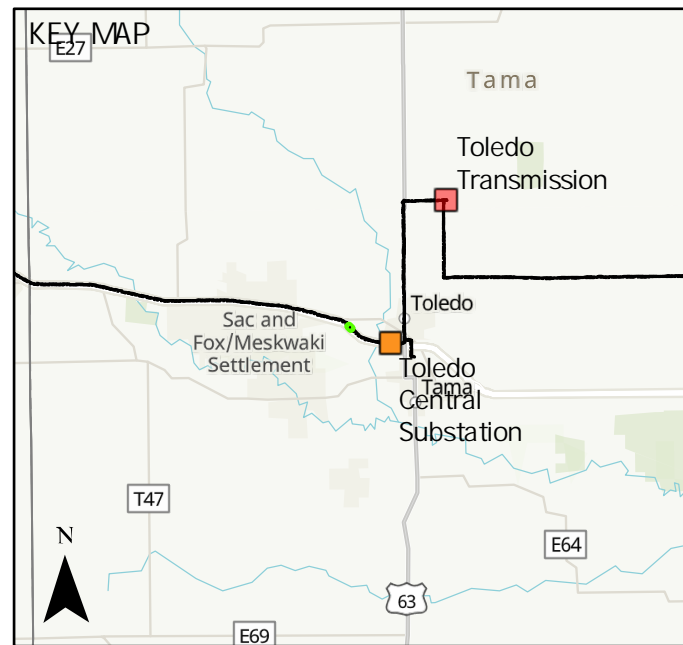 KEY MAP
E27
Tama
Toledo
Transmission
Toledo
Sac and
Fox/Meskwaki
Settlement
Toledo
Central
Substation
Tama
T47
E64
N
63
E69